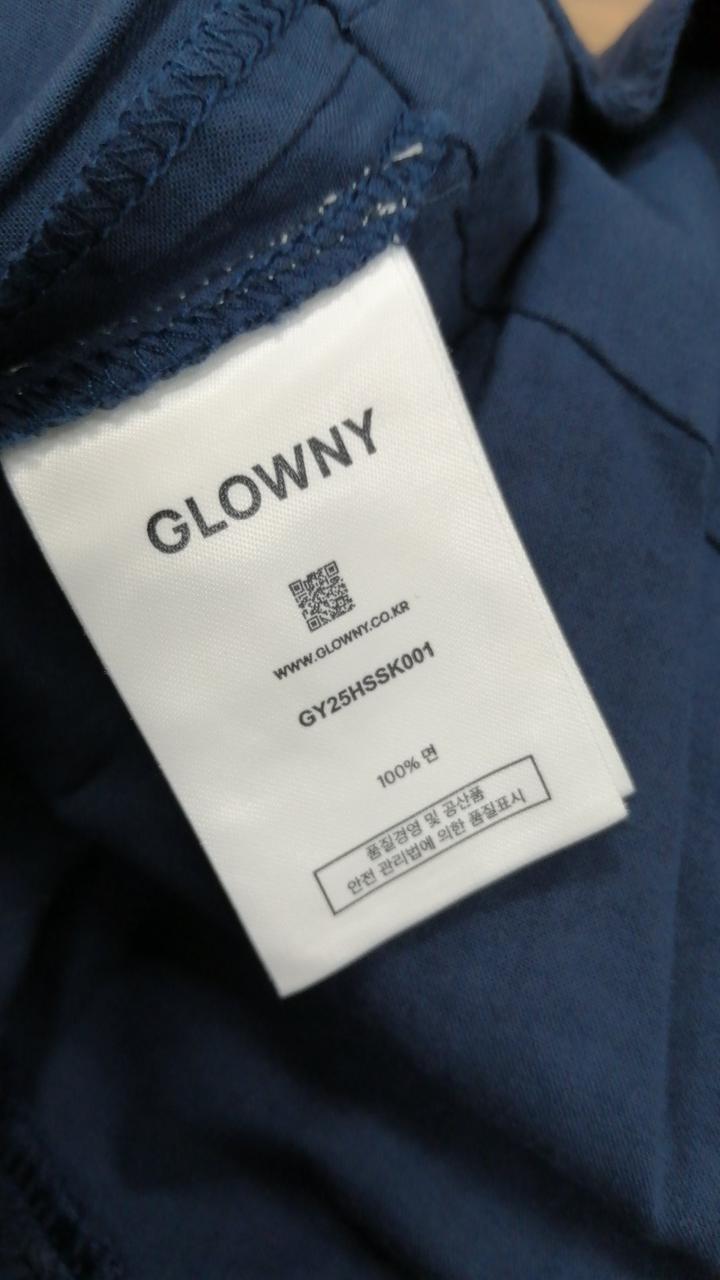 GLOWNY
WWW.GLOWNY.CO.KR
GY25HSSK001
100% 면
품질경영 및 공산품
안전 관리법에 의한 품질표시